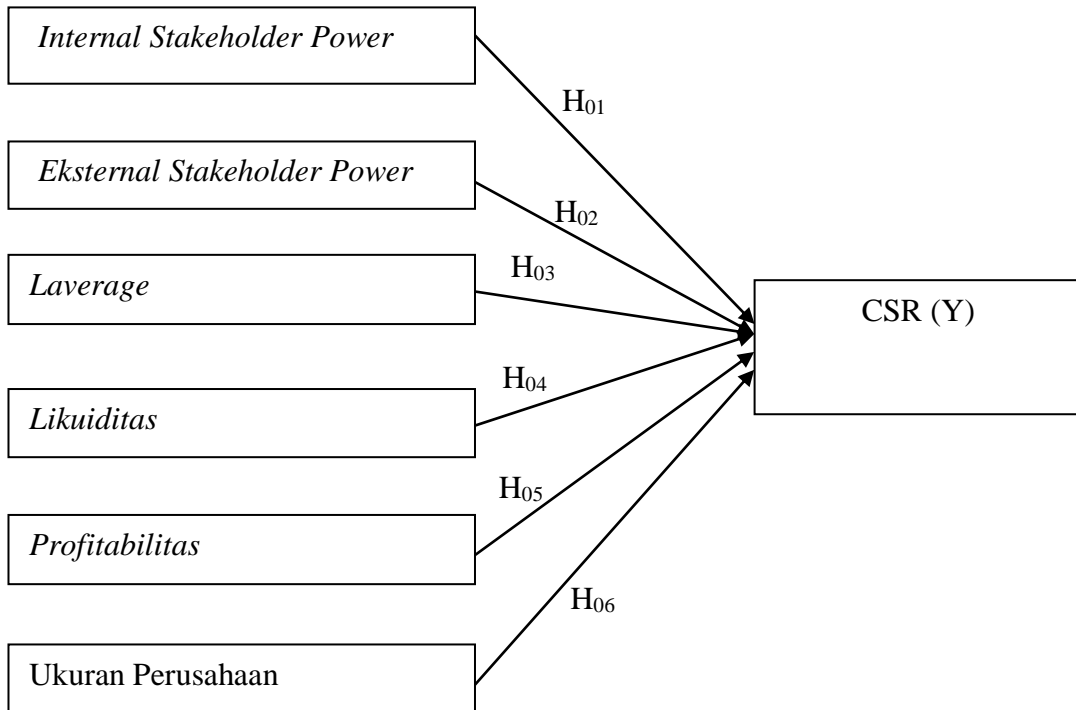 Internal Stakeholder Power
H01
Eksternal Stakeholder Power
H02
Laverage
H03
CSR (Y)
Likuiditas
H04
Profitabilitas
H05
Ukuran Perusahaan
H06